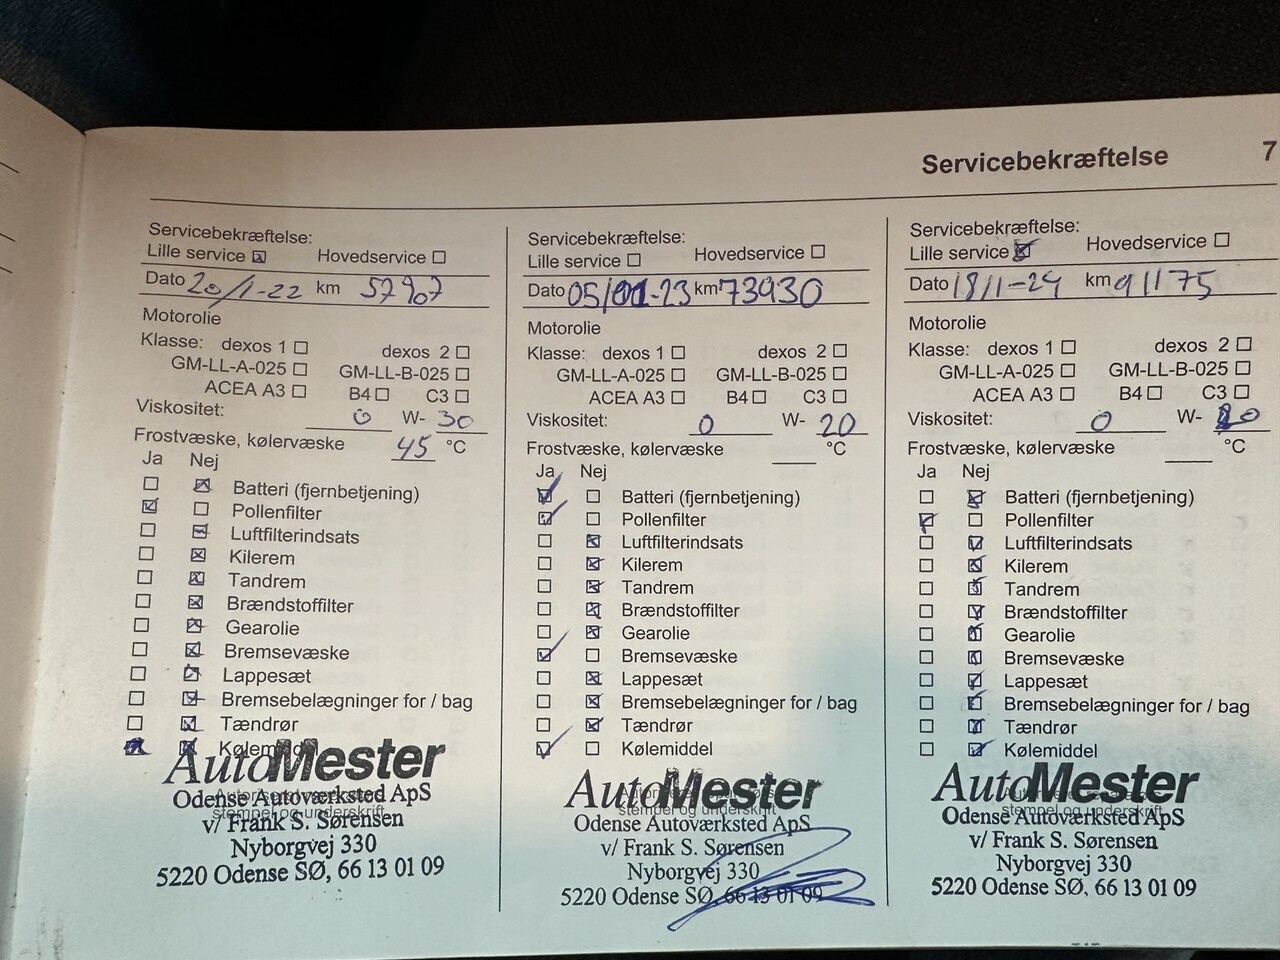 Servicebekræftelse 7
Servicebekræftelse:
Lille service ☒ Hovedservice ☐
Dato 20/1-22 km 57907
Motorolie
Klasse: dexos 1 ☐ dexos 2 ☐
GM-LL-A-025 ☐ GM-LL-B-025 ☐
ACEA A3 ☐ B4 ☐ C3 ☐
Viskositet: 0 W- 30
Frostvæske, kølervæske 45 °C
Ja Nej
☐ ☒ Batteri (fjernbetjening)
☒ ☐ Pollenfilter
☐ ☒ Luftfilterindsats
☐ ☒ Kilerem
☐ ☒ Tandrem
☐ ☒ Brændstoffilter
☐ ☒ Gearolie
☐ ☒ Bremsevæske
☐ ☒ Lappesæt
☐ ☒ Bremsebelægninger for / bag
☐ ☒ Tændrør
AutoMester
Odense Autoværksted ApS
stempel og underskrift
v/ Frank S. Sørensen
Nyborgvej 330
5220 Odense SØ, 66 13 01 09
Servicebekræftelse:
Lille service ☐ Hovedservice ☐
Dato 05/01-23 km 73930
Motorolie
Klasse: dexos 1 ☐ dexos 2 ☐
GM-LL-A-025 ☐ GM-LL-B-025 ☐
ACEA A3 ☐ B4 ☐ C3 ☐
Viskositet: 0 W- 20
Frostvæske, kølervæske °C
Ja Nej
☒ ☐ Batteri (fjernbetjening)
☒ ☐ Pollenfilter
☐ ☒ Luftfilterindsats
☐ ☒ Kilerem
☐ ☒ Tandrem
☐ ☒ Brændstoffilter
☐ ☒ Gearolie
☒ ☐ Bremsevæske
☐ ☒ Lappesæt
☐ ☒ Bremsebelægninger for / bag
☐ ☒ Tændrør
☒ ☐ Kølemiddel
AutoMester
stempel og underskrift
Odense Autoværksted ApS
v/ Frank S. Sørensen
Nyborgvej 330
5220 Odense SØ, 66 13 01 09
Servicebekræftelse:
Lille service ☒ Hovedservice ☐
Dato 18/1-24 km 91175
Motorolie
Klasse: dexos 1 ☐ dexos 2 ☐
GM-LL-A-025 ☐ GM-LL-B-025 ☐
ACEA A3 ☐ B4 ☐ C3 ☐
Viskositet: 0 W- 20
Frostvæske, kølervæske °C
Ja Nej
☐ ☒ Batteri (fjernbetjening)
☒ ☐ Pollenfilter
☐ ☒ Luftfilterindsats
☐ ☒ Kilerem
☐ ☒ Tandrem
☐ ☒ Brændstoffilter
☐ ☒ Gearolie
☐ ☒ Bremsevæske
☐ ☒ Lappesæt
☐ ☒ Bremsebelægninger for / bag
☐ ☒ Tændrør
☐ ☒ Kølemiddel
AutoMester
stempel og underskrift
Odense Autoværksted ApS
v/ Frank S. Sørensen
Nyborgvej 330
5220 Odense SØ, 66 13 01 09